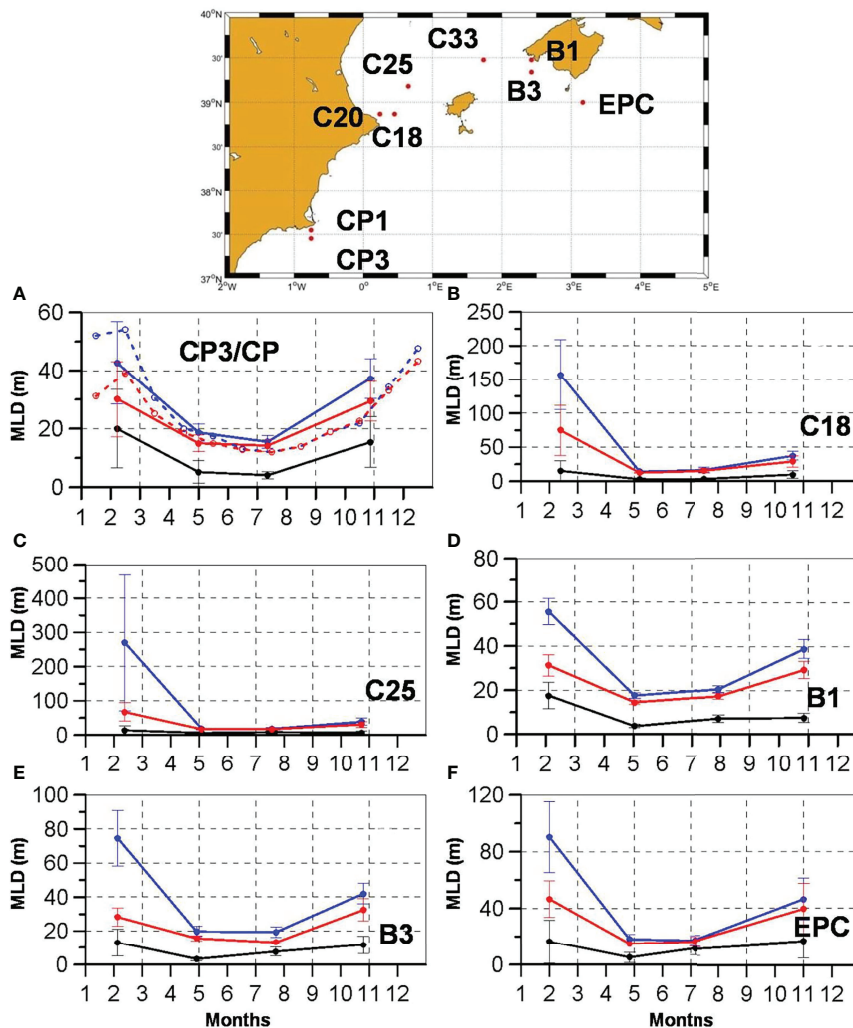 40°N
30'
39°N
30'
38°N
30'
37°N
2°W 1°W 0° 1°E 2°E 3°E 4°E 5°E
C33
B1
C25
B3
EPC
C20
C18
CP1
CP3
A
MLD (m)
60
40
20
0
CP3/CP
1 2 3 4 5 6 7 8 9 10 11 12
B
MLD (m)
250
200
150
100
50
0
C18
1 2 3 4 5 6 7 8 9 10 11 12
C
MLD (m)
500
400
300
200
100
0
C25
1 2 3 4 5 6 7 8 9 10 11 12
D
MLD (m)
80
60
40
20
0
B1
1 2 3 4 5 6 7 8 9 10 11 12
E
MLD (m)
100
80
60
40
20
0
B3
1 2 3 4 5 6 7 8 9 10 11 12
Months
F
MLD (m)
120
80
40
0
EPC
1 2 3 4 5 6 7 8 9 10 11 12
Months